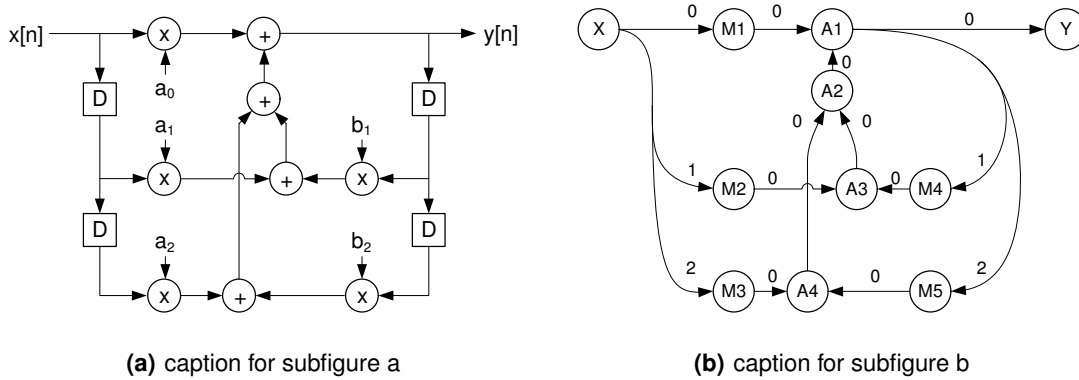 x[n] x + y[n]
D a₀ + D
a₁ b₁
x + x
D D
a₂ b₂
x + x
(a) caption for subfigure a
X 0 M1 0 A1 0 Y
0
A2
0 0
1 M2 0 A3 0 M4 1
2 M3 0 A4 0 M5 2
(b) caption for subfigure b